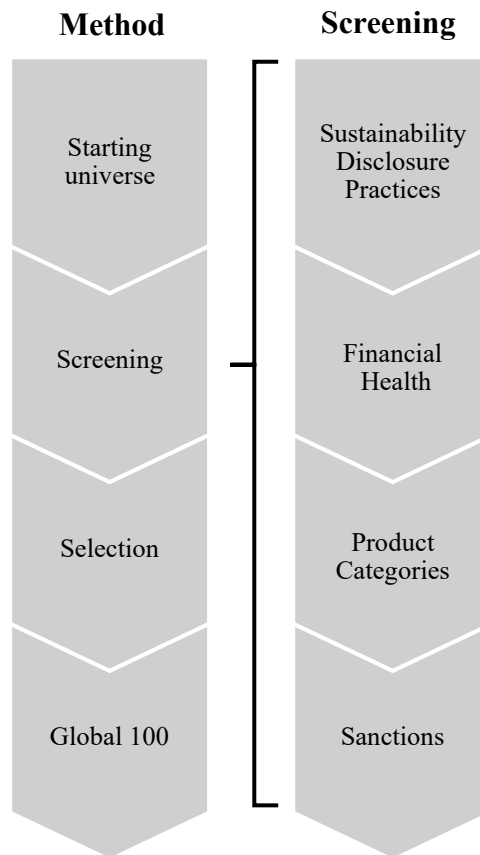 Method
Starting
universe
Screening
Selection
Global 100
Screening
Sustainability
Disclosure
Practices
Financial
Health
Product
Categories
Sanctions